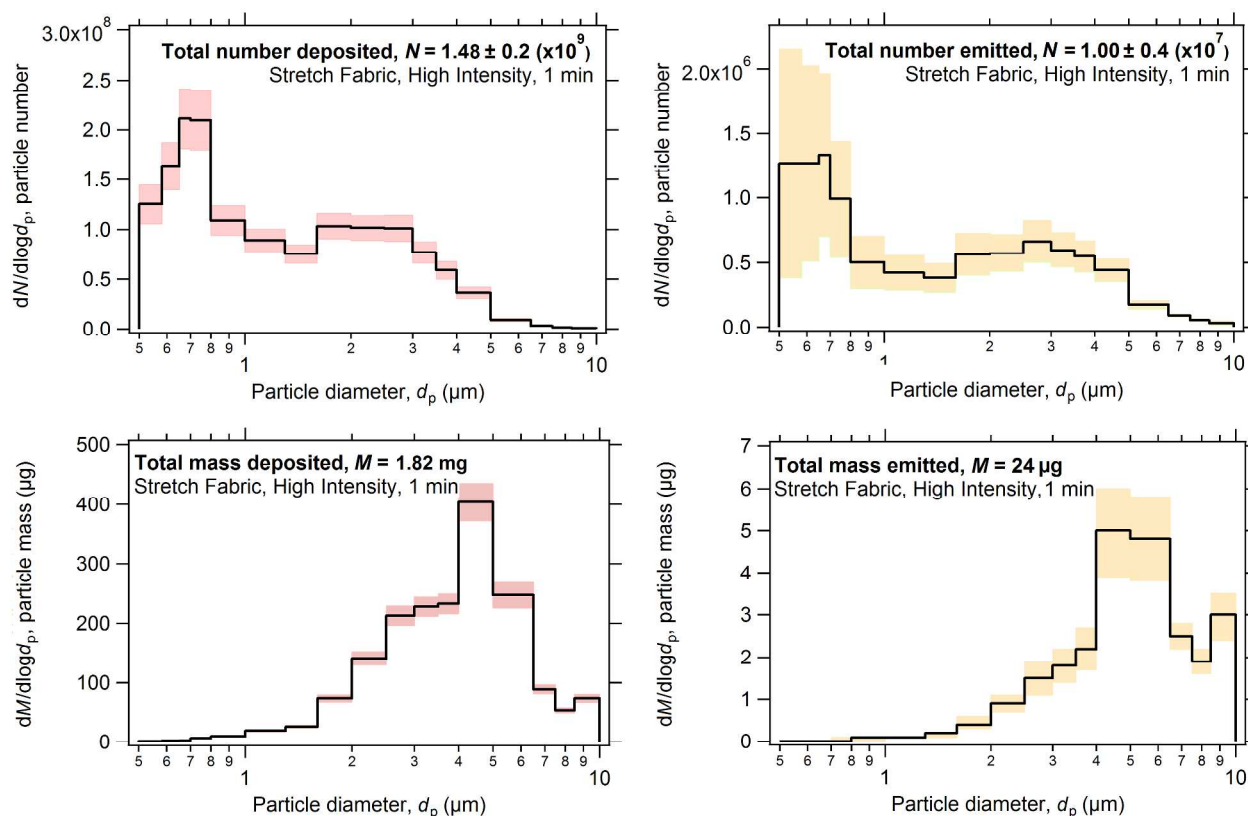 3.0x10⁸
2.5
2.0
1.5
1.0
0.5
0.0
dN/dlogdₚ, particle number
Total number deposited, N = 1.48 ± 0.2 (x10⁹)
Stretch Fabric, High Intensity, 1 min
5 6 7 8 9 1 2 3 4 5 6 7 8 9 10
Particle diameter, dₚ (µm)
2.0x10⁶
1.5
1.0
0.5
0.0
dN/dlogdₚ, particle number
Total number emitted, N = 1.00 ± 0.4 (x10⁷)
Stretch Fabric, High Intensity, 1 min
5 6 7 8 9 1 2 3 4 5 6 7 8 9 10
Particle diameter, dₚ (µm)
500
400
300
200
100
0
dM/dlogdₚ, particle mass (µg)
Total mass deposited, M = 1.82 mg
Stretch Fabric, High Intensity, 1 min
5 6 7 8 9 1 2 3 4 5 6 7 8 9 10
Particle diameter, dₚ (µm)
7
6
5
4
3
2
1
0
dM/dlogdₚ, particle mass (µg)
Total mass emitted, M = 24 µg
Stretch Fabric, High Intensity, 1 min
5 6 7 8 9 1 2 3 4 5 6 7 8 9 10
Particle diameter, dₚ (µm)